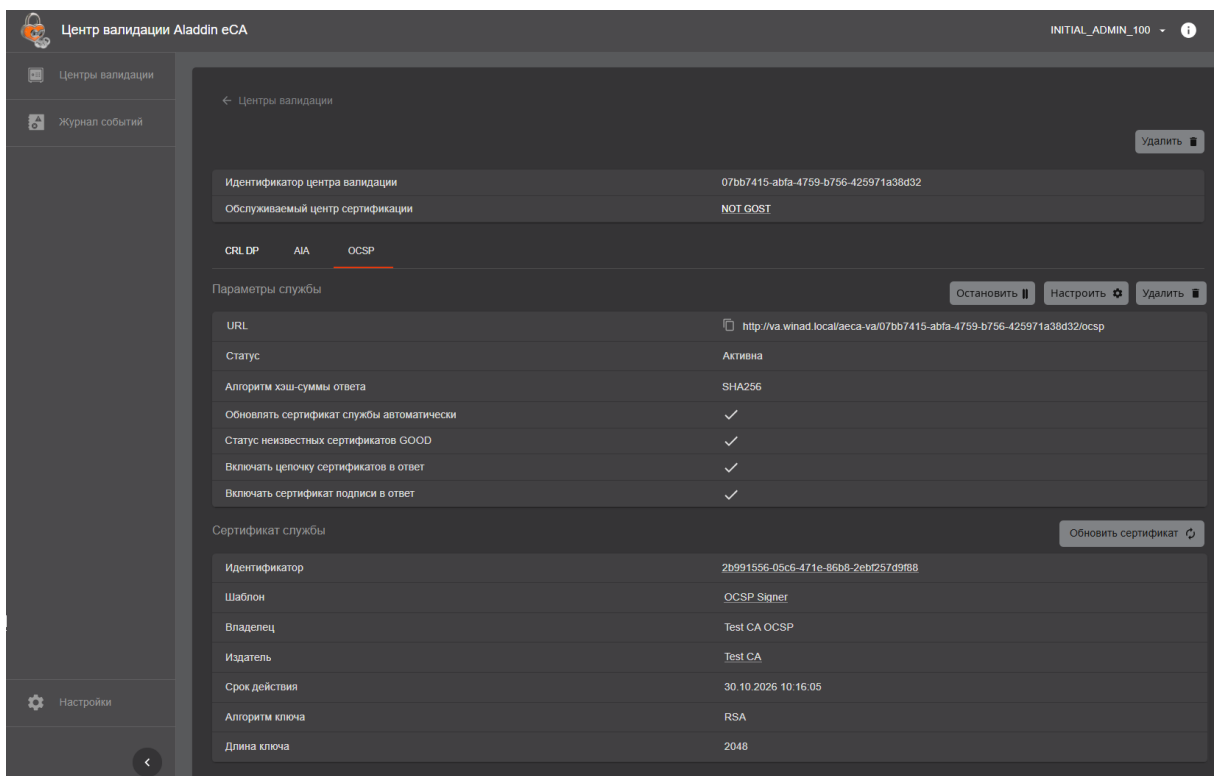 Центр валидации Aladdin eCA
INITIAL_ADMIN_100
Центры валидации
Журнал событий
Центры валидации
Удалить
Идентификатор центра валидации 07bb7415-abfa-4759-b756-425971a38d32
Обслуживаемый центр сертификации NOT GOST
CRL DP AIA OCSP
Параметры службы Остановить Настроить Удалить
URL http://va.winad.local/aeca-va/07bb7415-abfa-4759-b756-425971a38d32/ocsp
Статус Активна
Алгоритм хэш-суммы ответа SHA256
Обновлять сертификат службы автоматически
Статус неизвестных сертификатов GOOD
Включать цепочку сертификатов в ответ
Включать сертификат подписи в ответ
Сертификат службы Обновить сертификат
Идентификатор 2b991556-05c6-471e-86b8-2ebf257d9f88
Шаблон OCSP Signer
Владелец Test CA OCSP
Издатель Test CA
Срок действия 30.10.2026 10:16:05
Алгоритм ключа RSA
Длина ключа 2048
Настройки